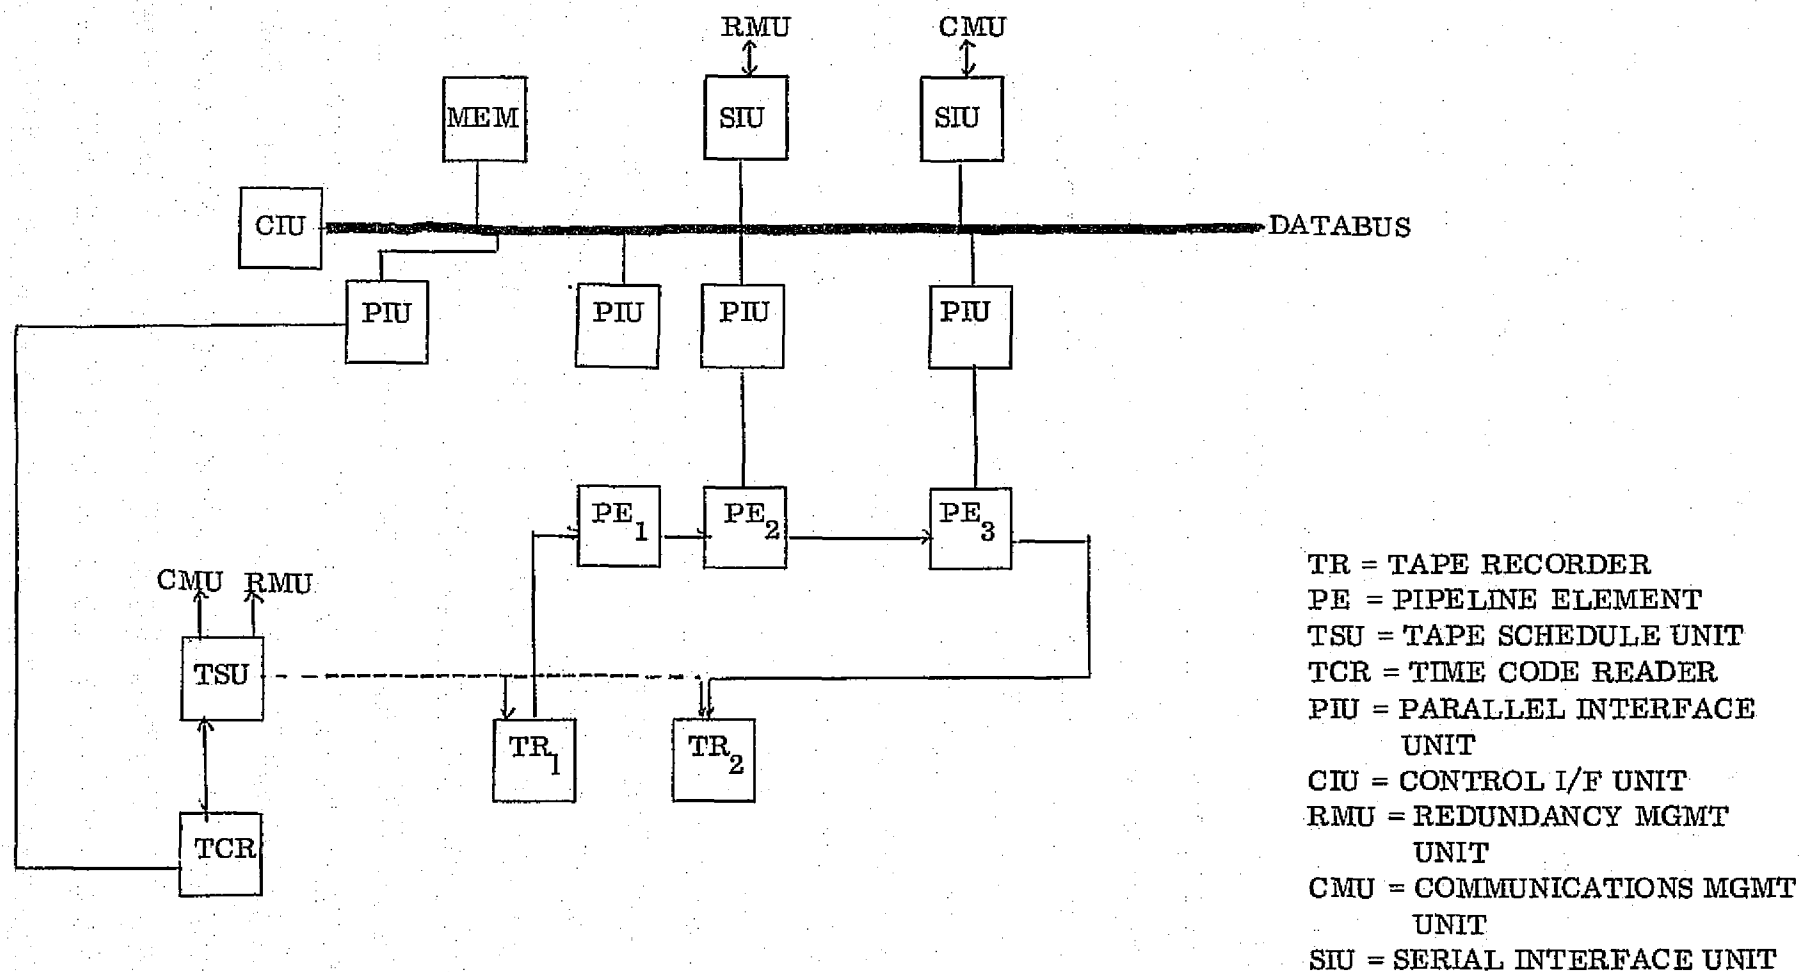 RMU CMU
MEM SIU SIU
CIU DATABUS
PIU PIU PIU PIU
PE1 PE2 PE3
CMU RMU
TSU
TR1 TR2
TCR
TR = TAPE RECORDER
PE = PIPELINE ELEMENT
TSU = TAPE SCHEDULE UNIT
TCR = TIME CODE READER
PIU = PARALLEL INTERFACE
UNIT
CIU = CONTROL I/F UNIT
RMU = REDUNDANCY MGMT
UNIT
CMU = COMMUNICATIONS MGMT
UNIT
SIU = SERIAL INTERFACE UNIT